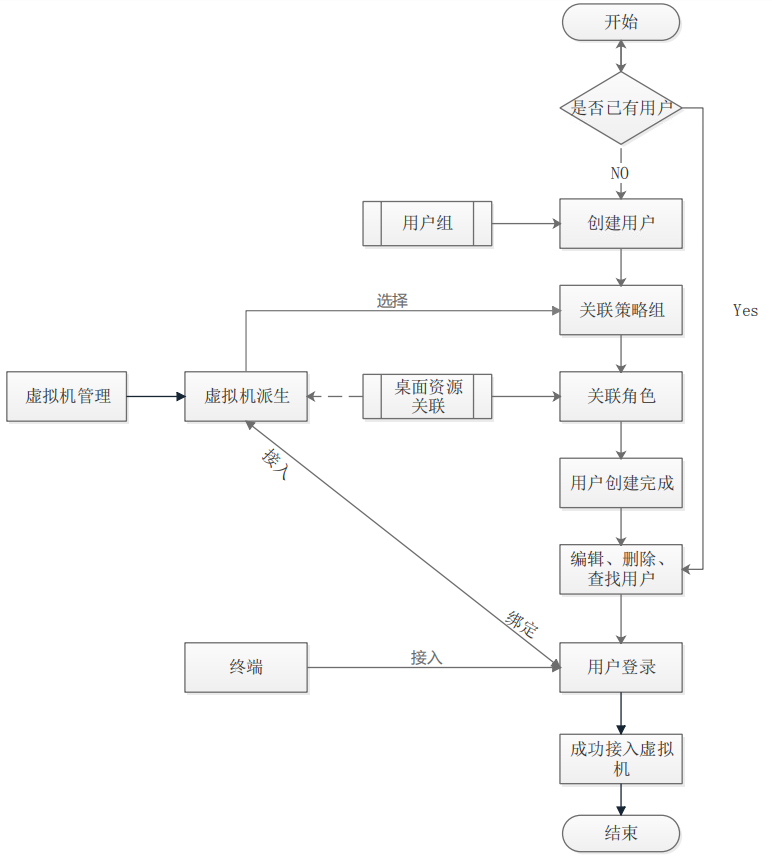 开始
是否已有用户
NO
用户组
创建用户
选择
关联策略组
Yes
虚拟机管理
虚拟机派生
桌面资源
关联
关联角色
接入
用户创建完成
编辑、删除、
查找用户
绑定
终端
接入
用户登录
成功接入虚拟
机
结束